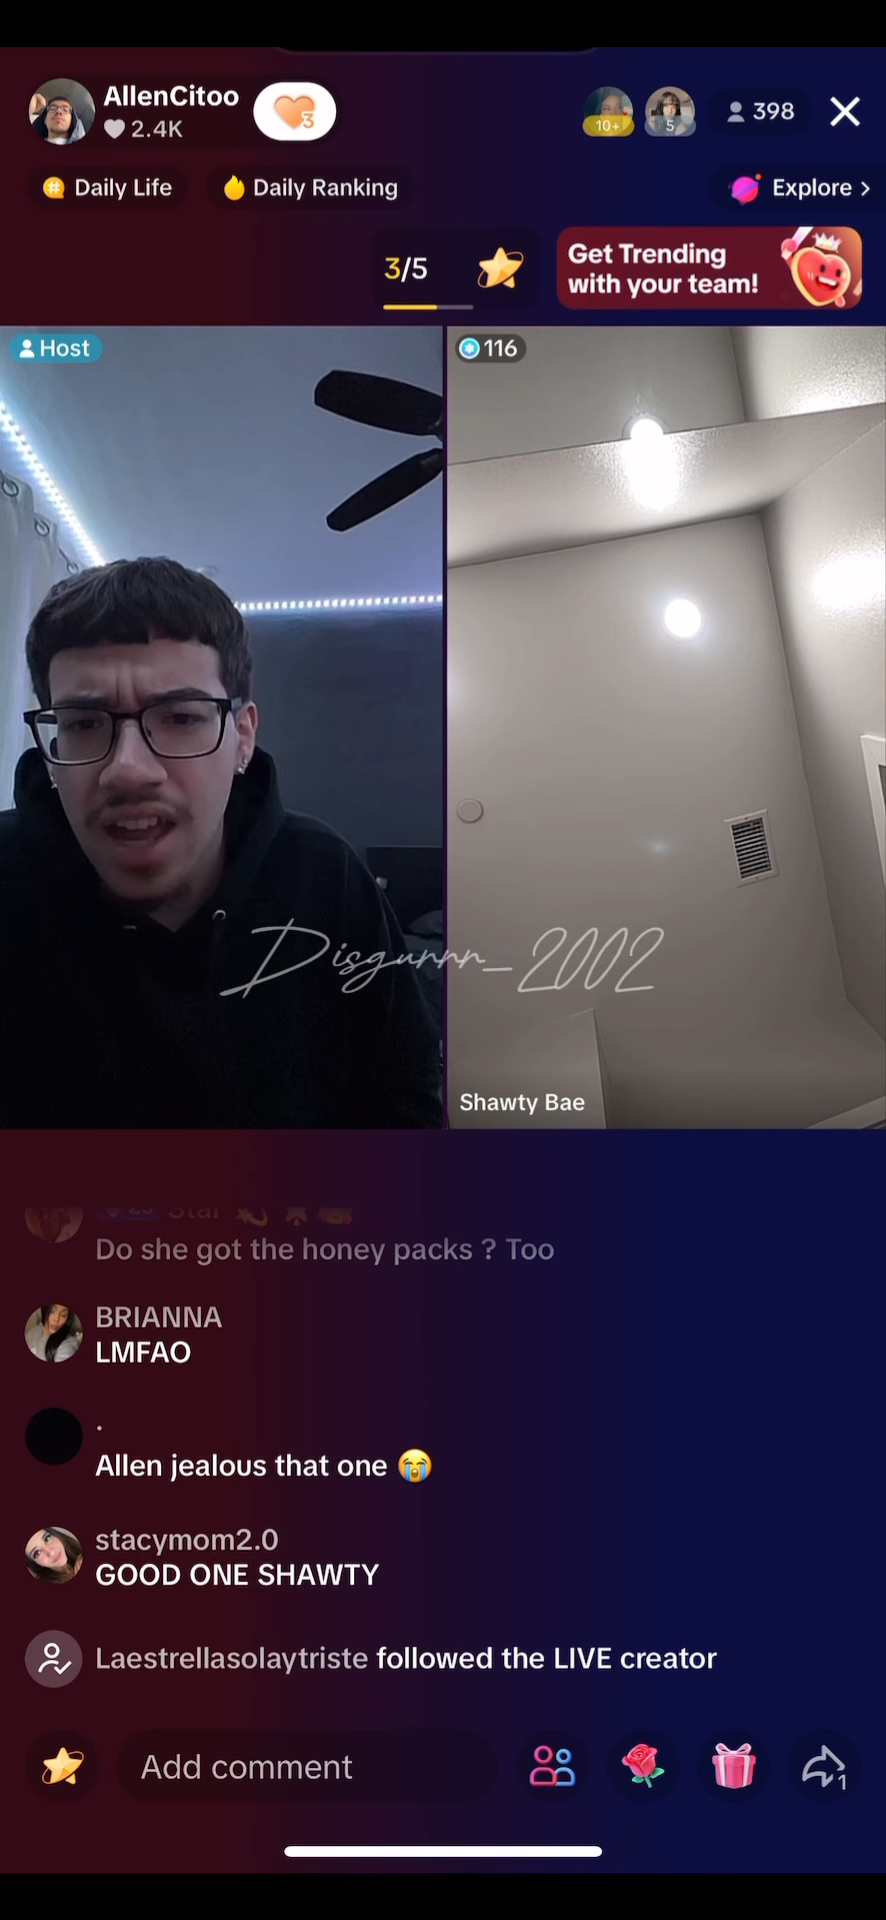 AllenCitoo
2.4K
3
10+
5
398
Daily Life
Daily Ranking
Explore >
3/5
Get Trending
with your team!
Host
116
Disgurrr_2002
Shawty Bae
Do she got the honey packs ? Too
BRIANNA
LMFAO
.
Allen jealous that one 😭
stacymom2.0
GOOD ONE SHAWTY
Laestrellasolaytriste followed the LIVE creator
Add comment
1